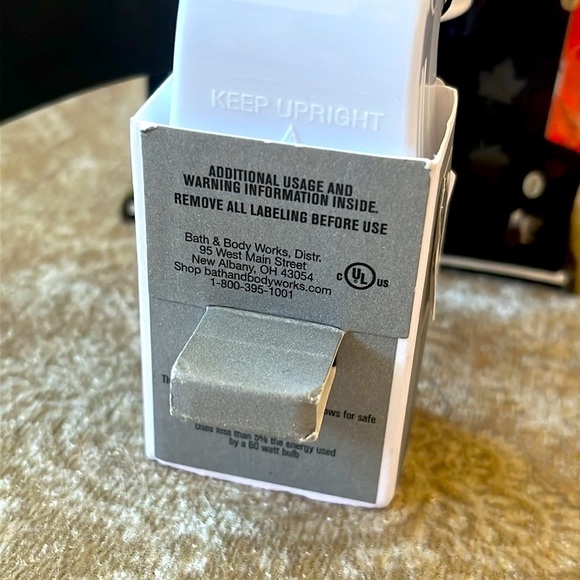 KEEP UPRIGHT
ADDITIONAL USAGE AND
WARNING INFORMATION INSIDE.
REMOVE ALL LABELING BEFORE USE
Bath & Body Works, Distr.
95 West Main Street
New Albany, OH 43054
Shop bathandbodyworks.com
1-800-395-1001
C UL US
Th
ows for safe
Uses less than 5% the energy used
by a 60 watt bulb